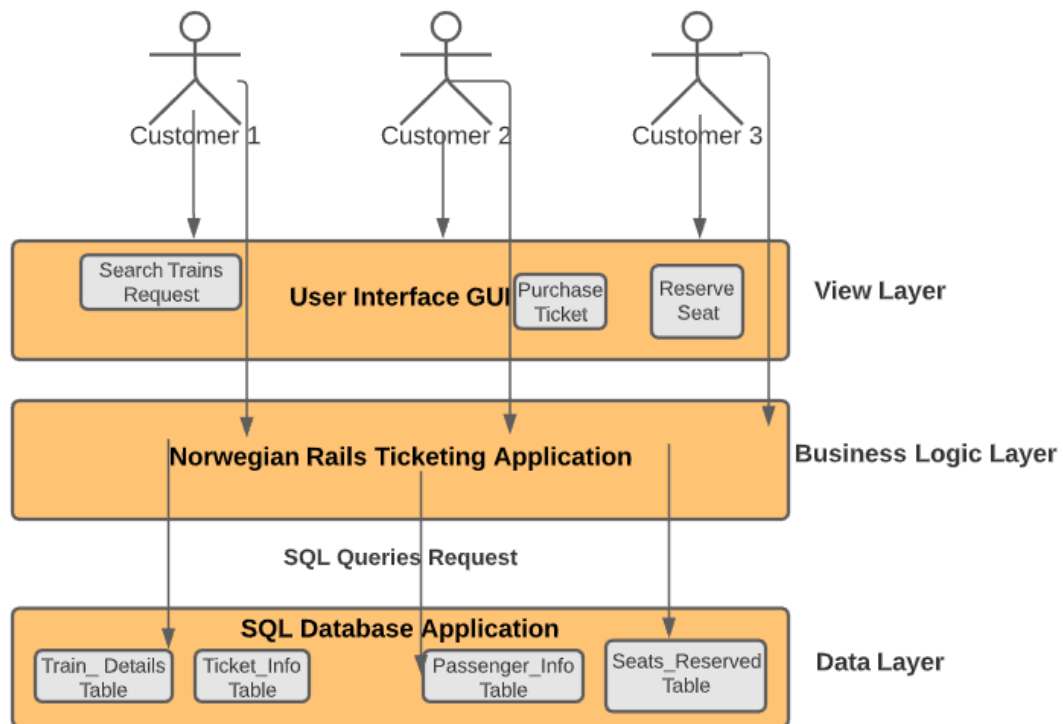 Customer 1
Customer 2
Customer 3
Search Trains
Request
User Interface GUI
Purchase
Ticket
Reserve
Seat
View Layer
Norwegian Rails Ticketing Application
Business Logic Layer
SQL Queries Request
SQL Database Application
Train_ Details
Table
Ticket_Info
Table
Passenger_Info
Table
Seats_Reserved
Table
Data Layer